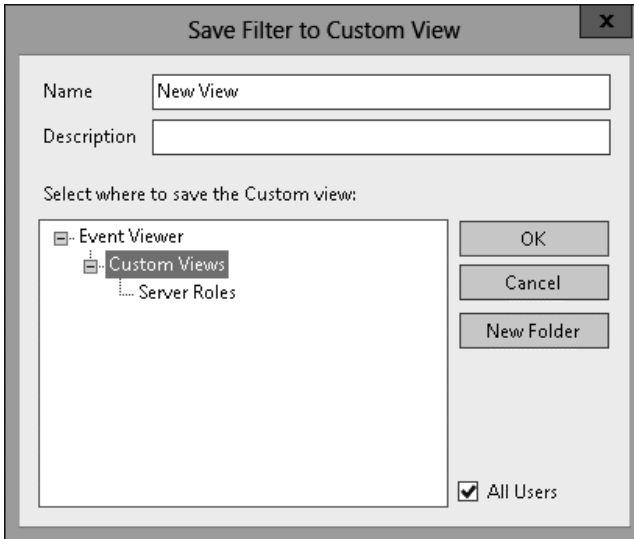 Save Filter to Custom View
x
Name
New View
Description
Select where to save the Custom view:
Event Viewer
Custom Views
Server Roles
OK
Cancel
New Folder
All Users